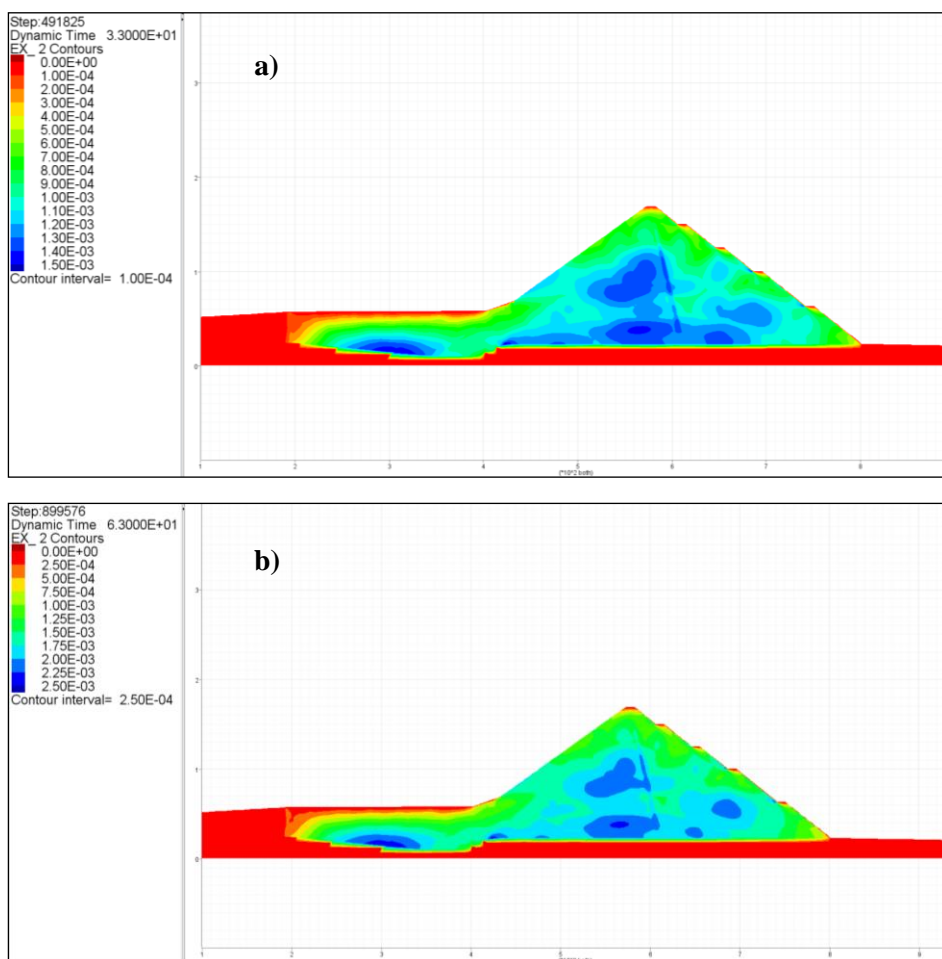 Step:491825
Dynamic Time 3.3000E+01
EX_ 2 Contours
0.00E+00
1.00E-04
2.00E-04
3.00E-04
4.00E-04
5.00E-04
6.00E-04
7.00E-04
8.00E-04
9.00E-04
1.00E-03
1.10E-03
1.20E-03
1.30E-03
1.40E-03
1.50E-03
Contour interval= 1.00E-04
a)
3
2
1
0
1 2 3 4 5 6 7 8
(*10^2 both)
Step:899576
Dynamic Time 6.3000E+01
EX_ 2 Contours
0.00E+00
2.50E-04
5.00E-04
7.50E-04
1.00E-03
1.25E-03
1.50E-03
1.75E-03
2.00E-03
2.25E-03
2.50E-03
Contour interval= 2.50E-04
b)
3
2
1
0
1 2 3 4 5 6 7 8 9